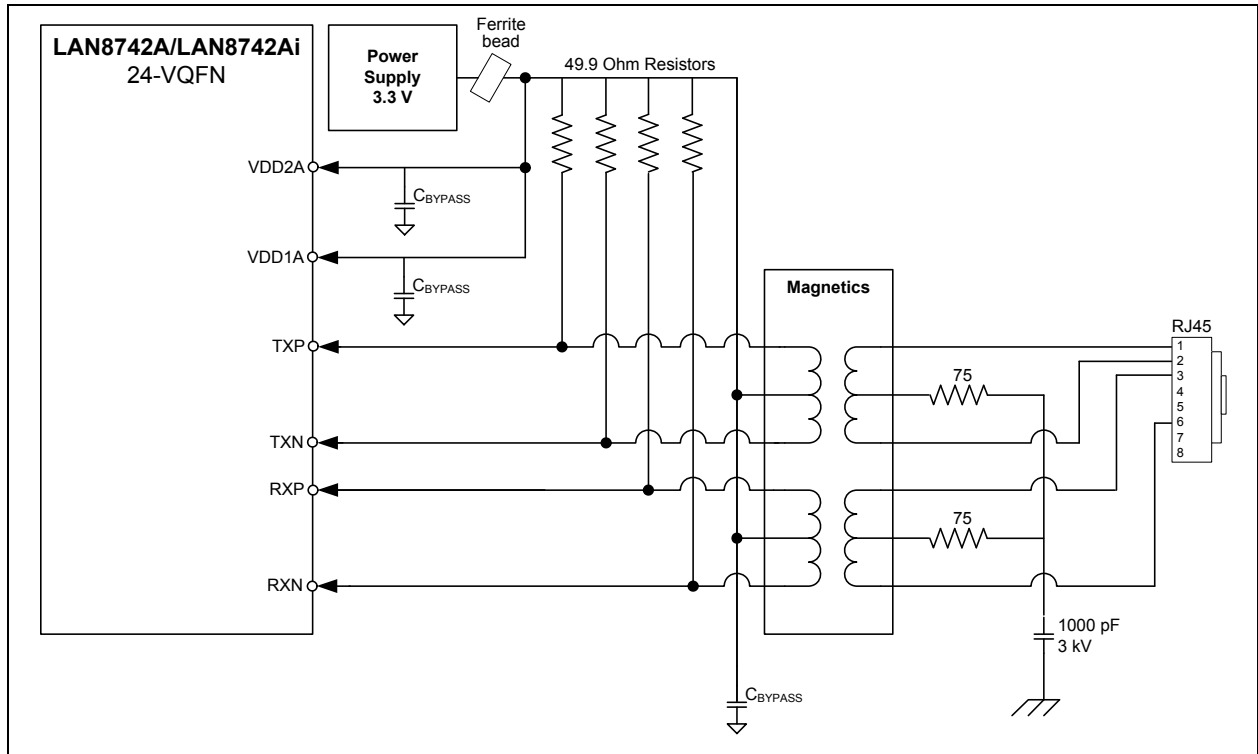 LAN8742A/LAN8742Ai
24-VQFN
Power
Supply
3.3 V
Ferrite
bead
49.9 Ohm Resistors
VDD2A
CBYPASS
VDD1A
CBYPASS
Magnetics
RJ45
TXP
1
2
3
4
5
6
7
8
75
TXN
RXP
75
RXN
1000 pF
3 kV
CBYPASS